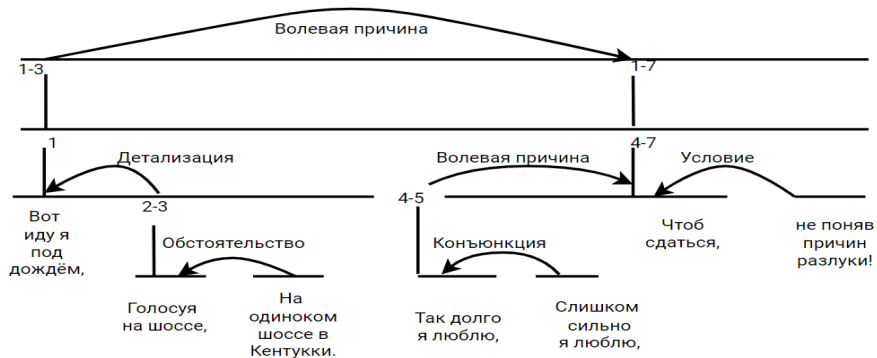 Волевая причина
1-3
1-7
1
4-7
Детализация
Волевая причина
Условие
2-3
4-5
Вот
иду я
под
дождём,
Обстоятельство
Конъюнкция
Чтоб
сдаться,
не поняв
причин
разлуки!
Голосуя
на шоссе,
На
одиноком
шоссе в
Кентукки.
Так долго
я люблю,
Слишком
сильно
я люблю,